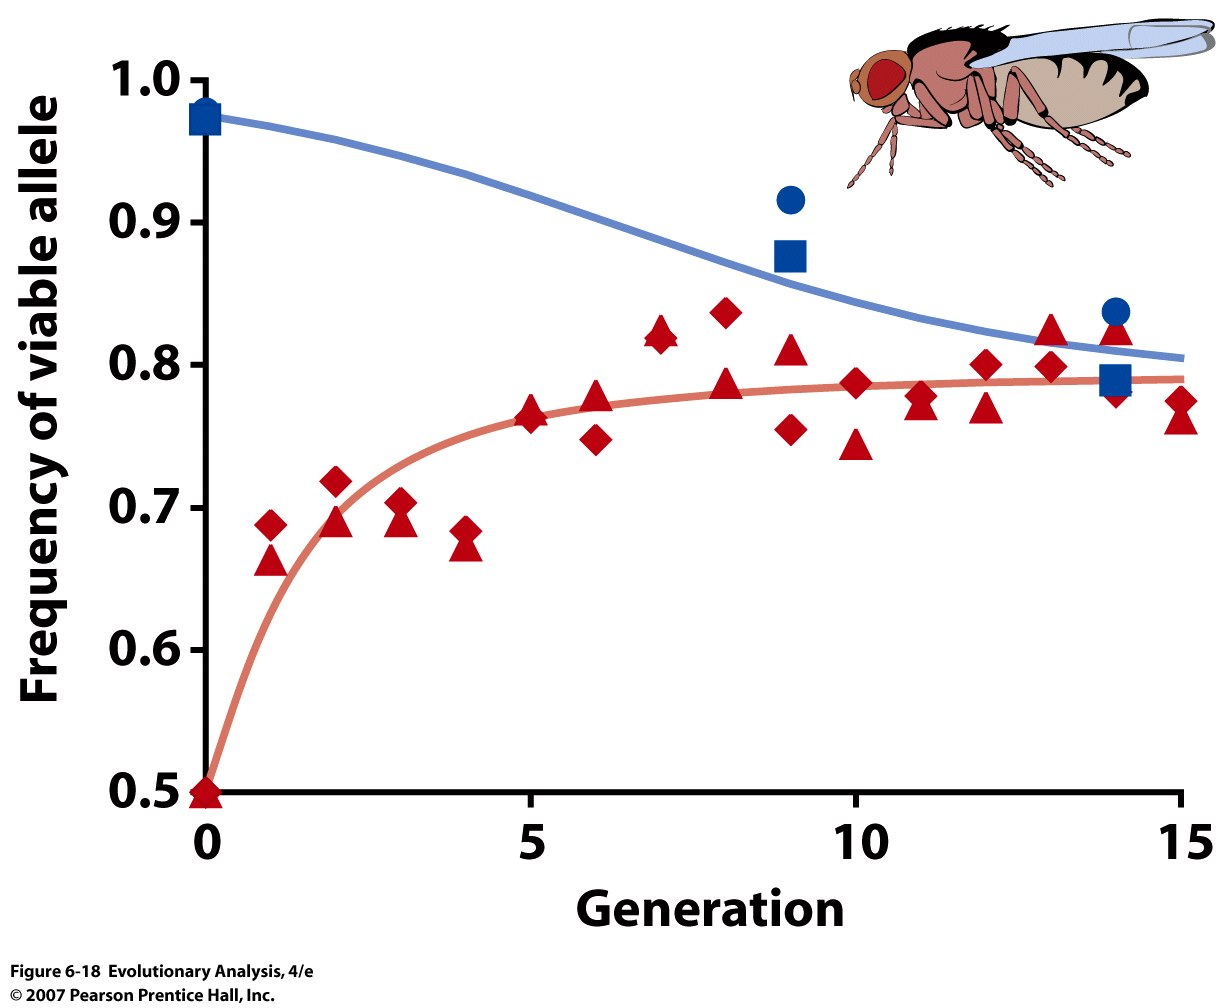 Frequency of viable allele
1.0
0.9
0.8
0.7
0.6
0.5
0 5 10 15
Generation
Figure 6-18 Evolutionary Analysis, 4/e
© 2007 Pearson Prentice Hall, Inc.